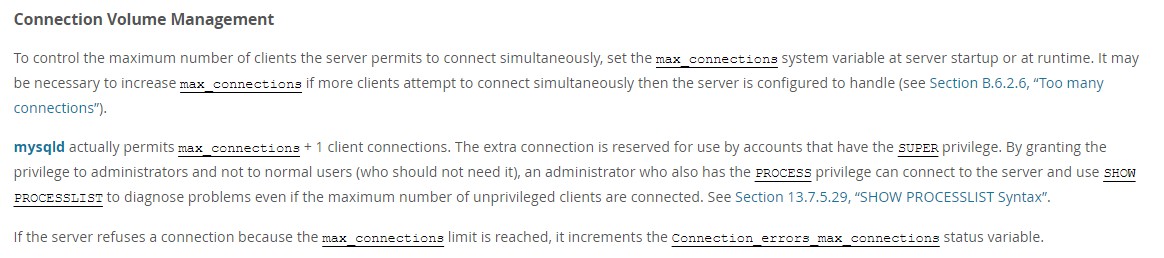 Connection Volume Management
To control the maximum number of clients the server permits to connect simultaneously, set the max_connections system variable at server startup or at runtime. It may
be necessary to increase max_connections if more clients attempt to connect simultaneously then the server is configured to handle (see Section B.6.2.6, “Too many
connections”).
mysqld actually permits max_connections + 1 client connections. The extra connection is reserved for use by accounts that have the SUPER privilege. By granting the
privilege to administrators and not to normal users (who should not need it), an administrator who also has the PROCESS privilege can connect to the server and use SHOW
PROCESSLIST to diagnose problems even if the maximum number of unprivileged clients are connected. See Section 13.7.5.29, “SHOW PROCESSLIST Syntax”.
If the server refuses a connection because the max_connections limit is reached, it increments the Connection_errors_max_connections status variable.